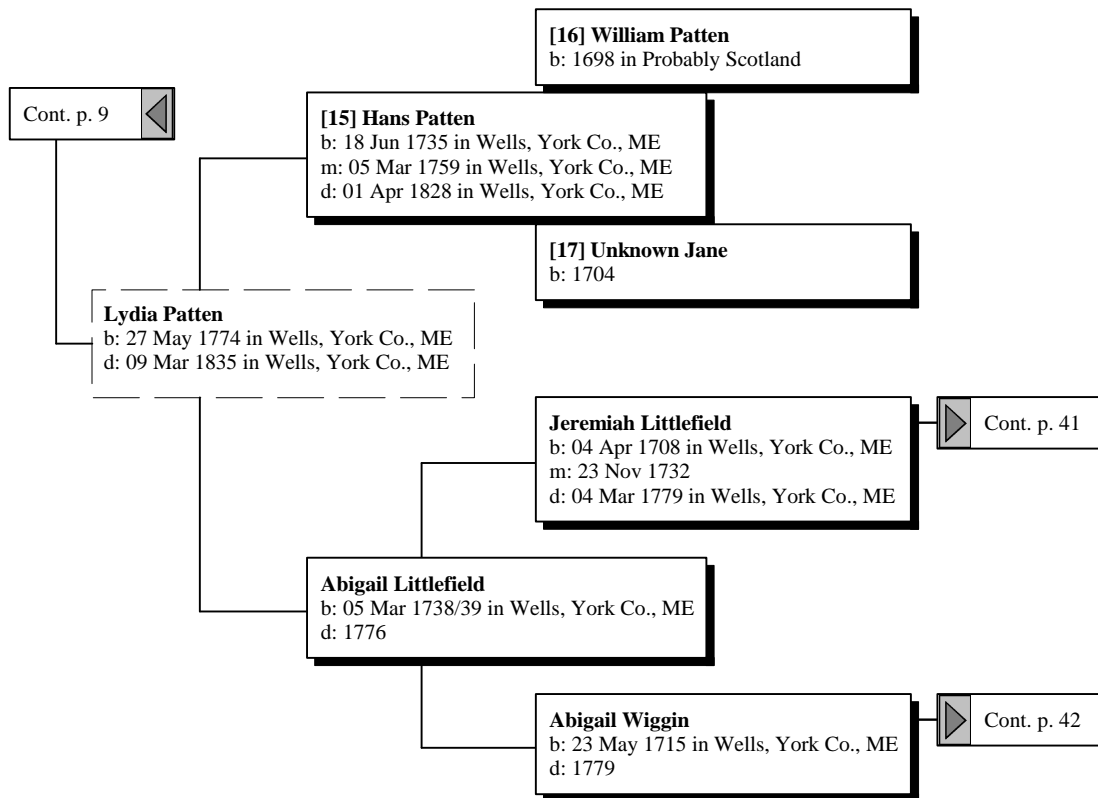 [16] William Patten
b: 1698 in Probably Scotland
Cont. p. 9
[15] Hans Patten
b: 18 Jun 1735 in Wells, York Co., ME
m: 05 Mar 1759 in Wells, York Co., ME
d: 01 Apr 1828 in Wells, York Co., ME
[17] Unknown Jane
b: 1704
Lydia Patten
b: 27 May 1774 in Wells, York Co., ME
d: 09 Mar 1835 in Wells, York Co., ME
Jeremiah Littlefield
b: 04 Apr 1708 in Wells, York Co., ME
m: 23 Nov 1732
d: 04 Mar 1779 in Wells, York Co., ME
Cont. p. 41
Abigail Littlefield
b: 05 Mar 1738/39 in Wells, York Co., ME
d: 1776
Abigail Wiggin
b: 23 May 1715 in Wells, York Co., ME
d: 1779
Cont. p. 42